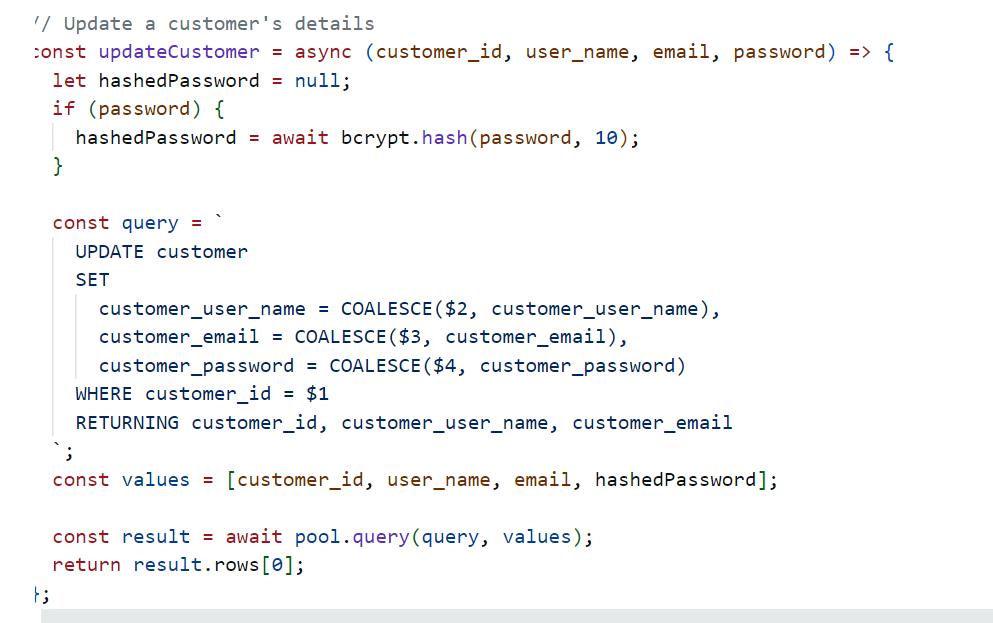 // Update a customer's details
const updateCustomer = async (customer_id, user_name, email, password) => {
  let hashedPassword = null;
  if (password) {
    hashedPassword = await bcrypt.hash(password, 10);
  }

  const query = `
    UPDATE customer
    SET
      customer_user_name = COALESCE($2, customer_user_name),
      customer_email = COALESCE($3, customer_email),
      customer_password = COALESCE($4, customer_password)
    WHERE customer_id = $1
    RETURNING customer_id, customer_user_name, customer_email
  `;
  const values = [customer_id, user_name, email, hashedPassword];

  const result = await pool.query(query, values);
  return result.rows[0];
};